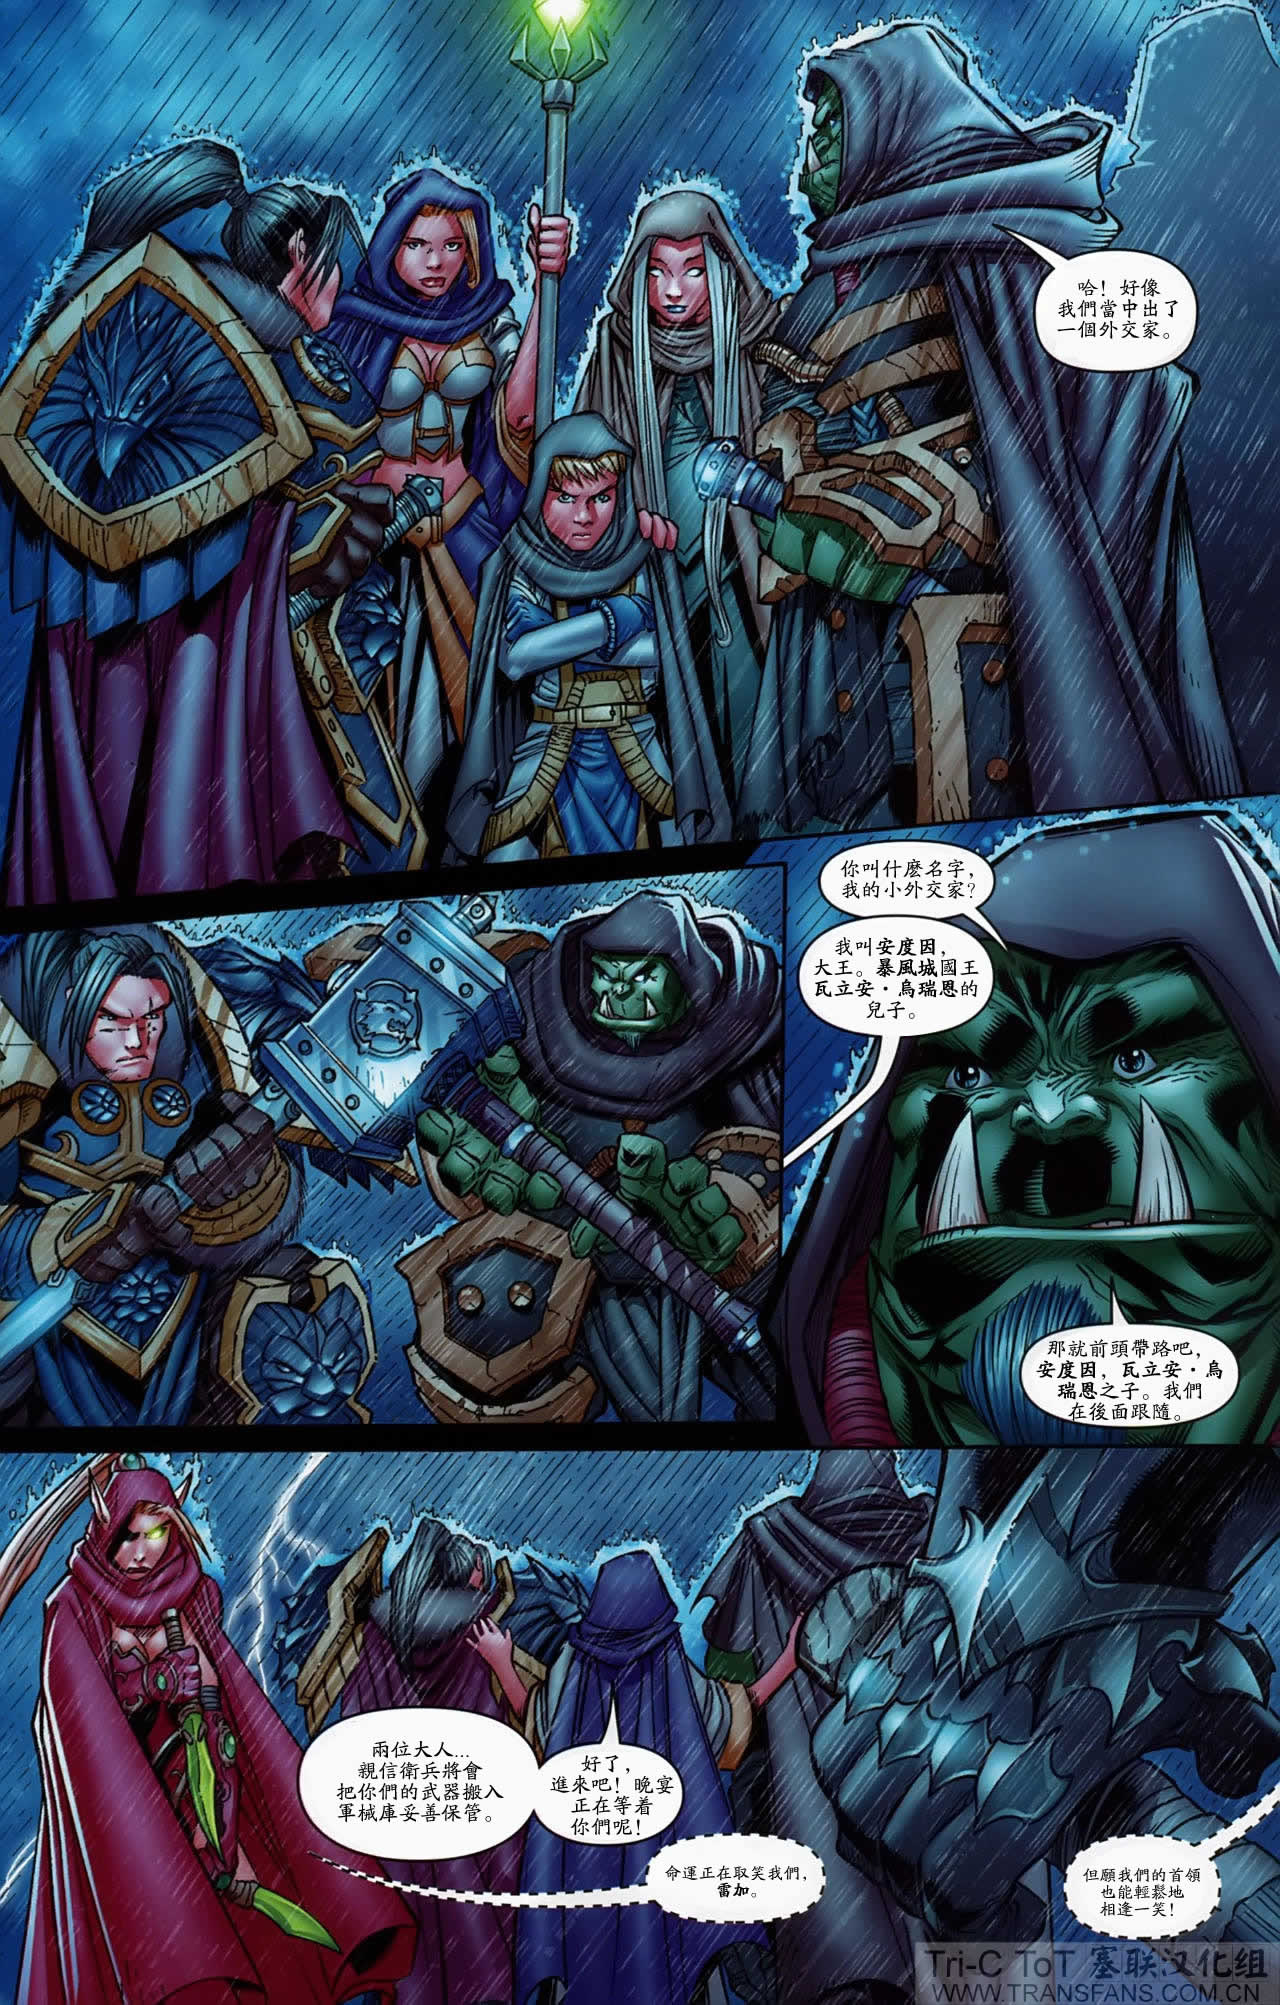 哈！好像
我們當中出了
一個外交家。
你叫什麼名字，
我的小外交家？
我叫安度因，
大王。暴風城國王
瓦立安·烏瑞恩的
兒子。
那就前頭帶路吧，
安度因，瓦立安·烏
瑞恩之子。我們
在後面跟隨。
兩位大人…
親信衛兵將會
把你們的武器搬入
軍械庫妥善保管。
好了，
進來吧！晚宴
正在等着
你們呢！
命運正在取笑我們，
雷加。
但願我們的首領
也能輕鬆地
相逢一笑！
Tri-C ToT 塞联汉化组
WWW.TRANSFANS.COM.CN